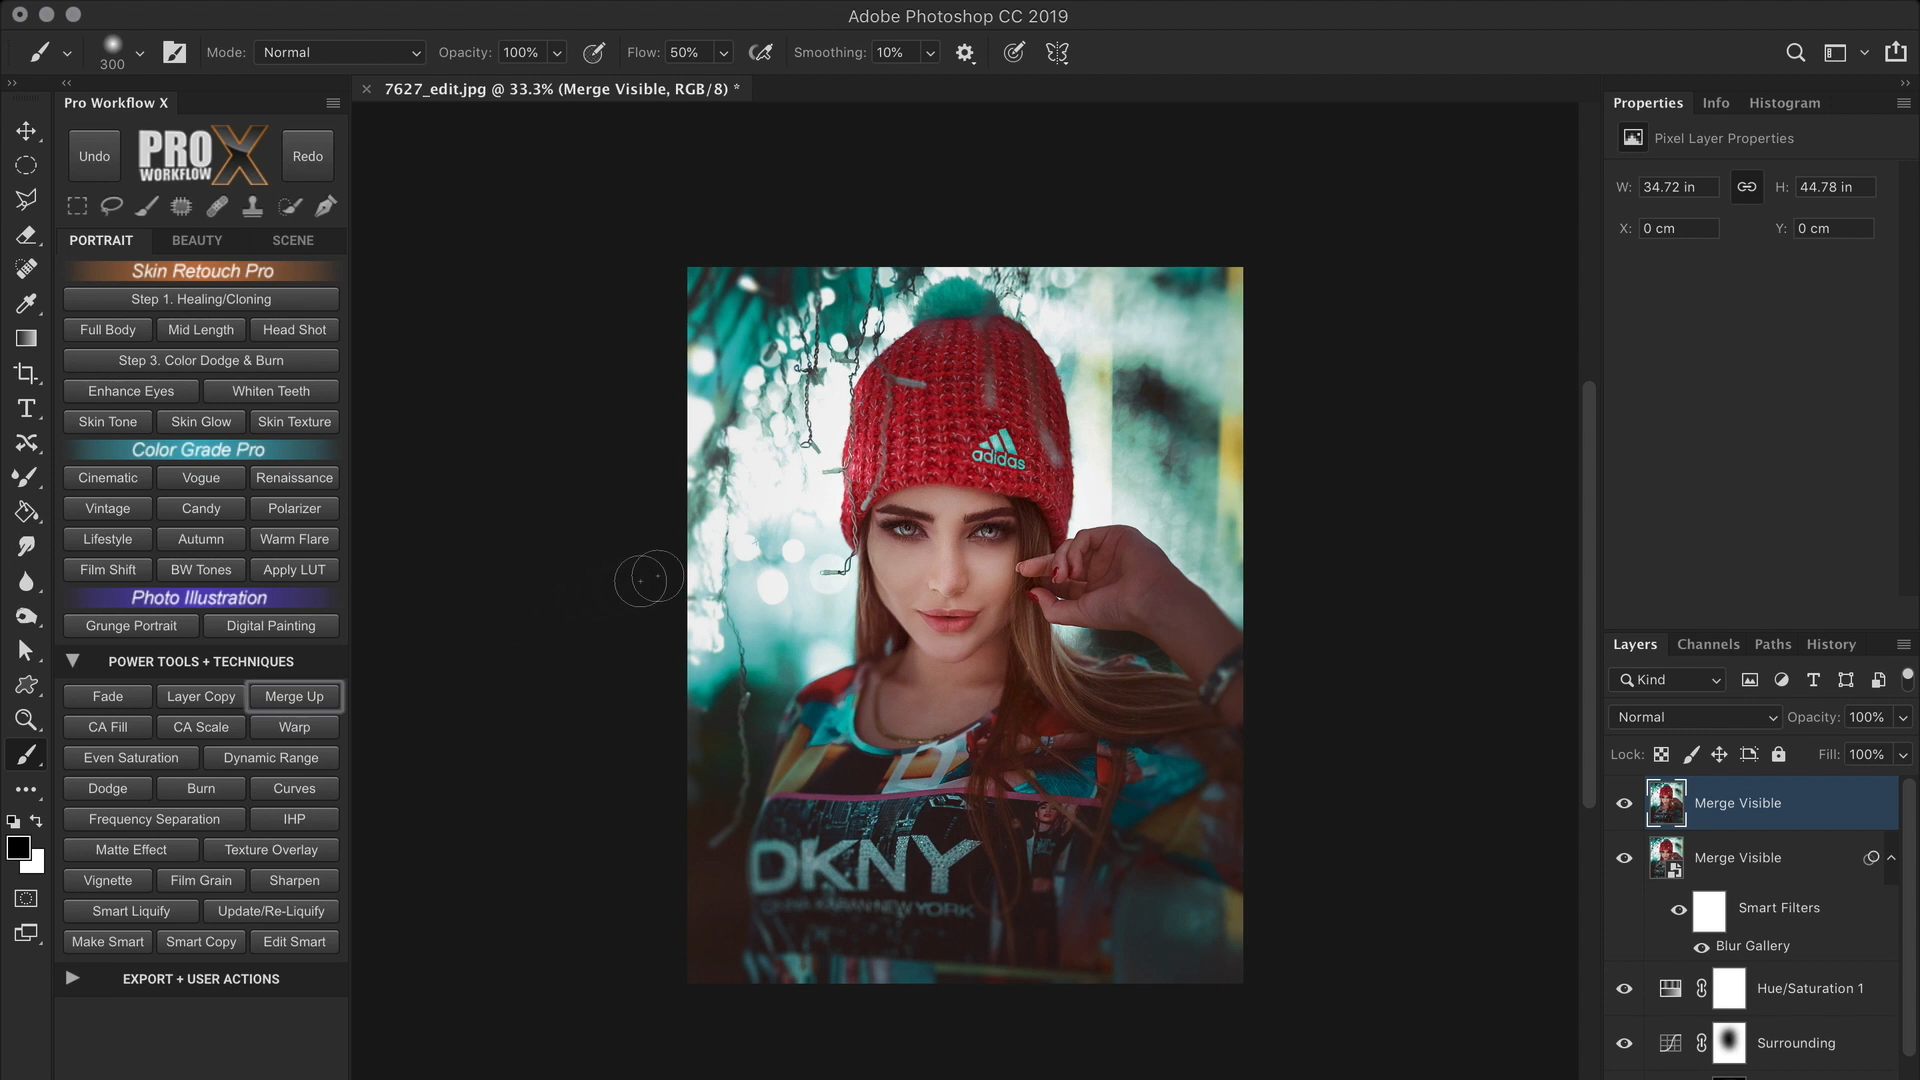 Adobe Photoshop CC 2019
300
Mode: Normal Opacity: 100% Flow: 50% Smoothing: 10%
7627_edit.jpg @ 33.3% (Merge Visible, RGB/8) *
Pro Workflow X
Undo
PRO X
WORKFLOW
Redo
PORTRAIT BEAUTY SCENE
Skin Retouch Pro
Step 1. Healing/Cloning
Full Body Mid Length Head Shot
Step 3. Color Dodge & Burn
Enhance Eyes Whiten Teeth
Skin Tone Skin Glow Skin Texture
Color Grade Pro
Cinematic Vogue Renaissance
Vintage Candy Polarizer
Lifestyle Autumn Warm Flare
Film Shift BW Tones Apply LUT
Photo Illustration
Grunge Portrait Digital Painting
POWER TOOLS + TECHNIQUES
Fade Layer Copy Merge Up
CA Fill CA Scale Warp
Even Saturation Dynamic Range
Dodge Burn Curves
Frequency Separation IHP
Matte Effect Texture Overlay
Vignette Film Grain Sharpen
Smart Liquify Update/Re-Liquify
Make Smart Smart Copy Edit Smart
EXPORT + USER ACTIONS
adidas
DKNY
NEW YORK
Properties Info Histogram
Pixel Layer Properties
W: 34.72 in H: 44.78 in
X: 0 cm Y: 0 cm
Layers Channels Paths History
Kind
Normal Opacity: 100%
Lock: Fill: 100%
Merge Visible
Merge Visible
Smart Filters
Blur Gallery
Hue/Saturation 1
Surrounding